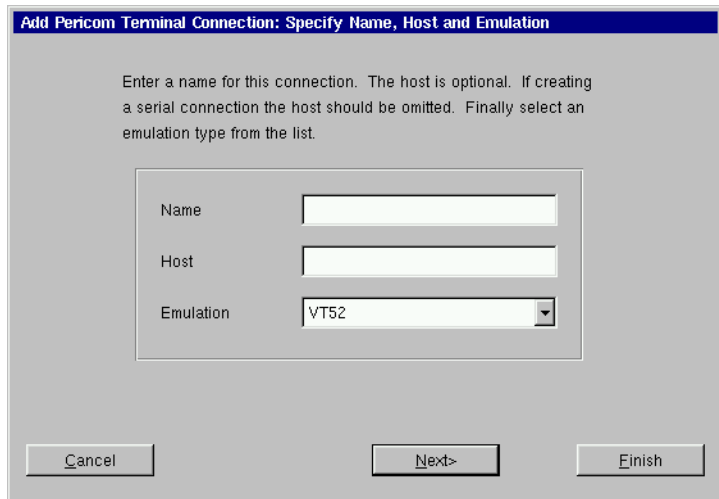 Add Pericom Terminal Connection: Specify Name, Host and Emulation
Enter a name for this connection. The host is optional. If creating
a serial connection the host should be omitted. Finally select an
emulation type from the list.
Name
Host
Emulation
VT52
Cancel
Next>
Finish